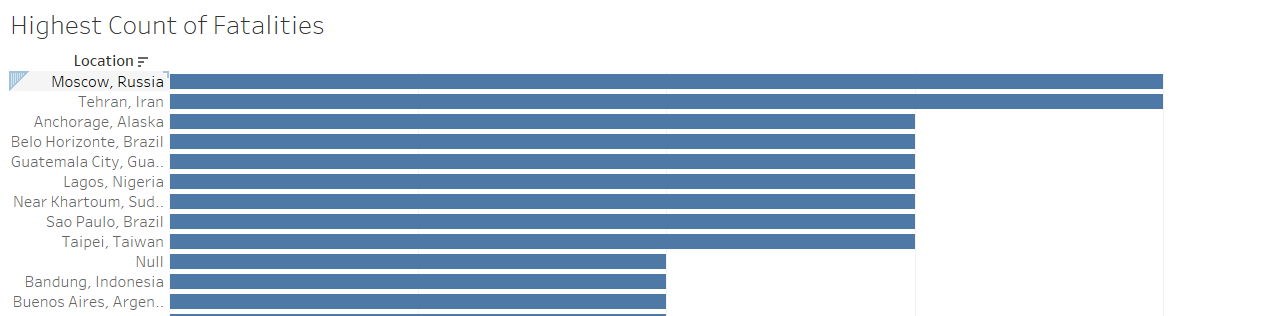 Highest Count of Fatalities
Location
Moscow, Russia
Tehran, Iran
Anchorage, Alaska
Belo Horizonte, Brazil
Guatemala City, Gua..
Lagos, Nigeria
Near Khartoum, Sud..
Sao Paulo, Brazil
Taipei, Taiwan
Null
Bandung, Indonesia
Buenos Aires, Argen..